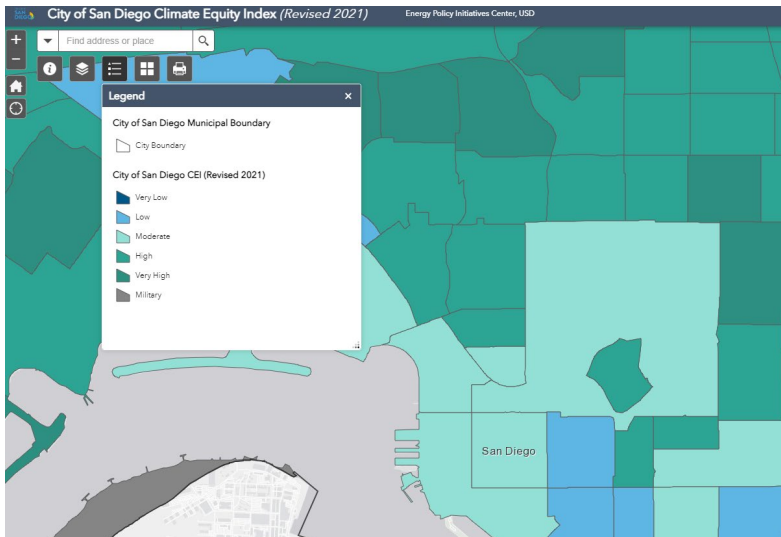 SAN DIEGO
City of San Diego Climate Equity Index (Revised 2021)
Energy Policy Initiatives Center, USD
Find address or place
Legend
City of San Diego Municipal Boundary
City Boundary
City of San Diego CEI (Revised 2021)
Very Low
Low
Moderate
High
Very High
Military
San Diego